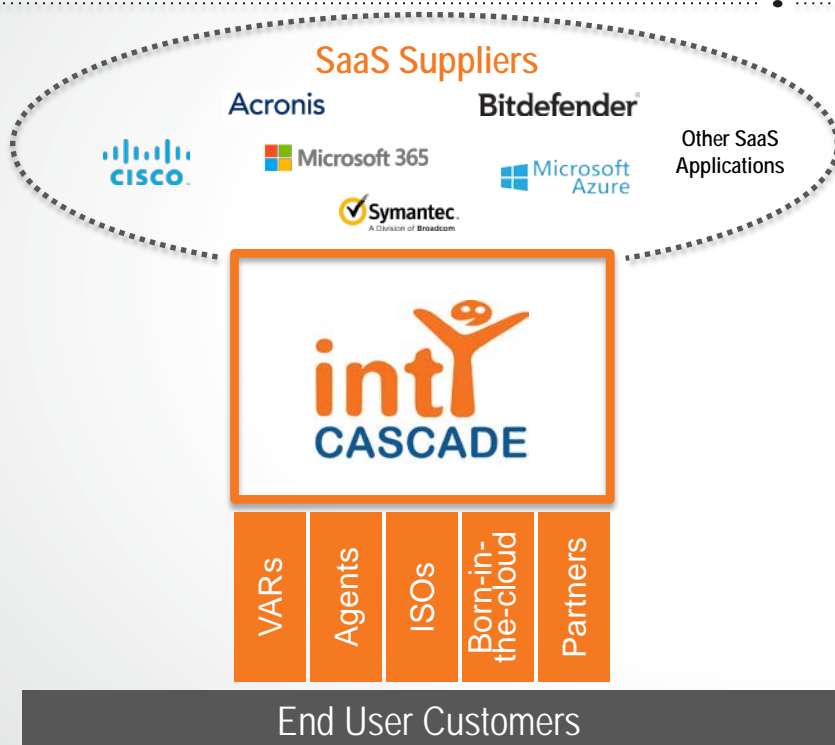 SaaS Suppliers
Acronis
Bitdefender
CISCO
Microsoft 365
Microsoft
Azure
Other SaaS
Applications
Symantec.
A Division of Broadcom
intY
CASCADE
VARs
Agents
ISOs
Born-in-
the-cloud
Partners
End User Customers